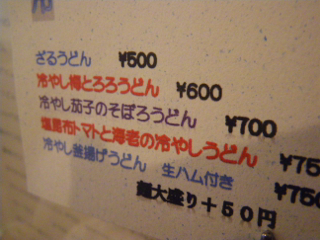 ざるうどん ¥500
冷やし梅とろろうどん ¥600
冷やし茄子のそぼろうどん ¥700
塩昆布トマトと海老の冷やしうどん ¥75
冷やし釜揚げうどん 生ハム付き ¥750
麺大盛り＋５０円